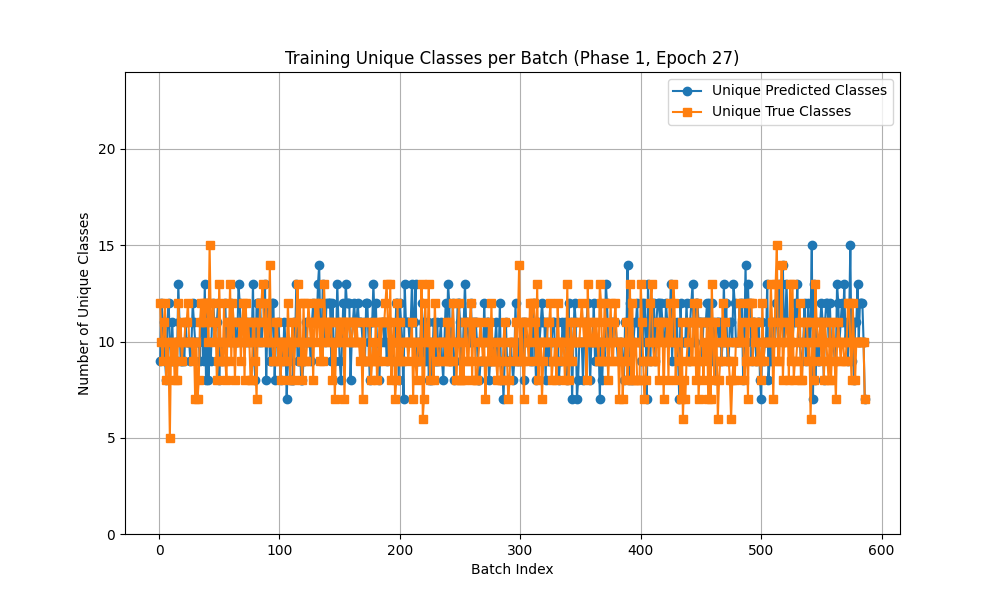 Training Unique Classes per Batch (Phase 1, Epoch 27)
Unique Predicted Classes
Unique True Classes
Number of Unique Classes
20
15
10
5
0
0 100 200 300 400 500 600
Batch Index